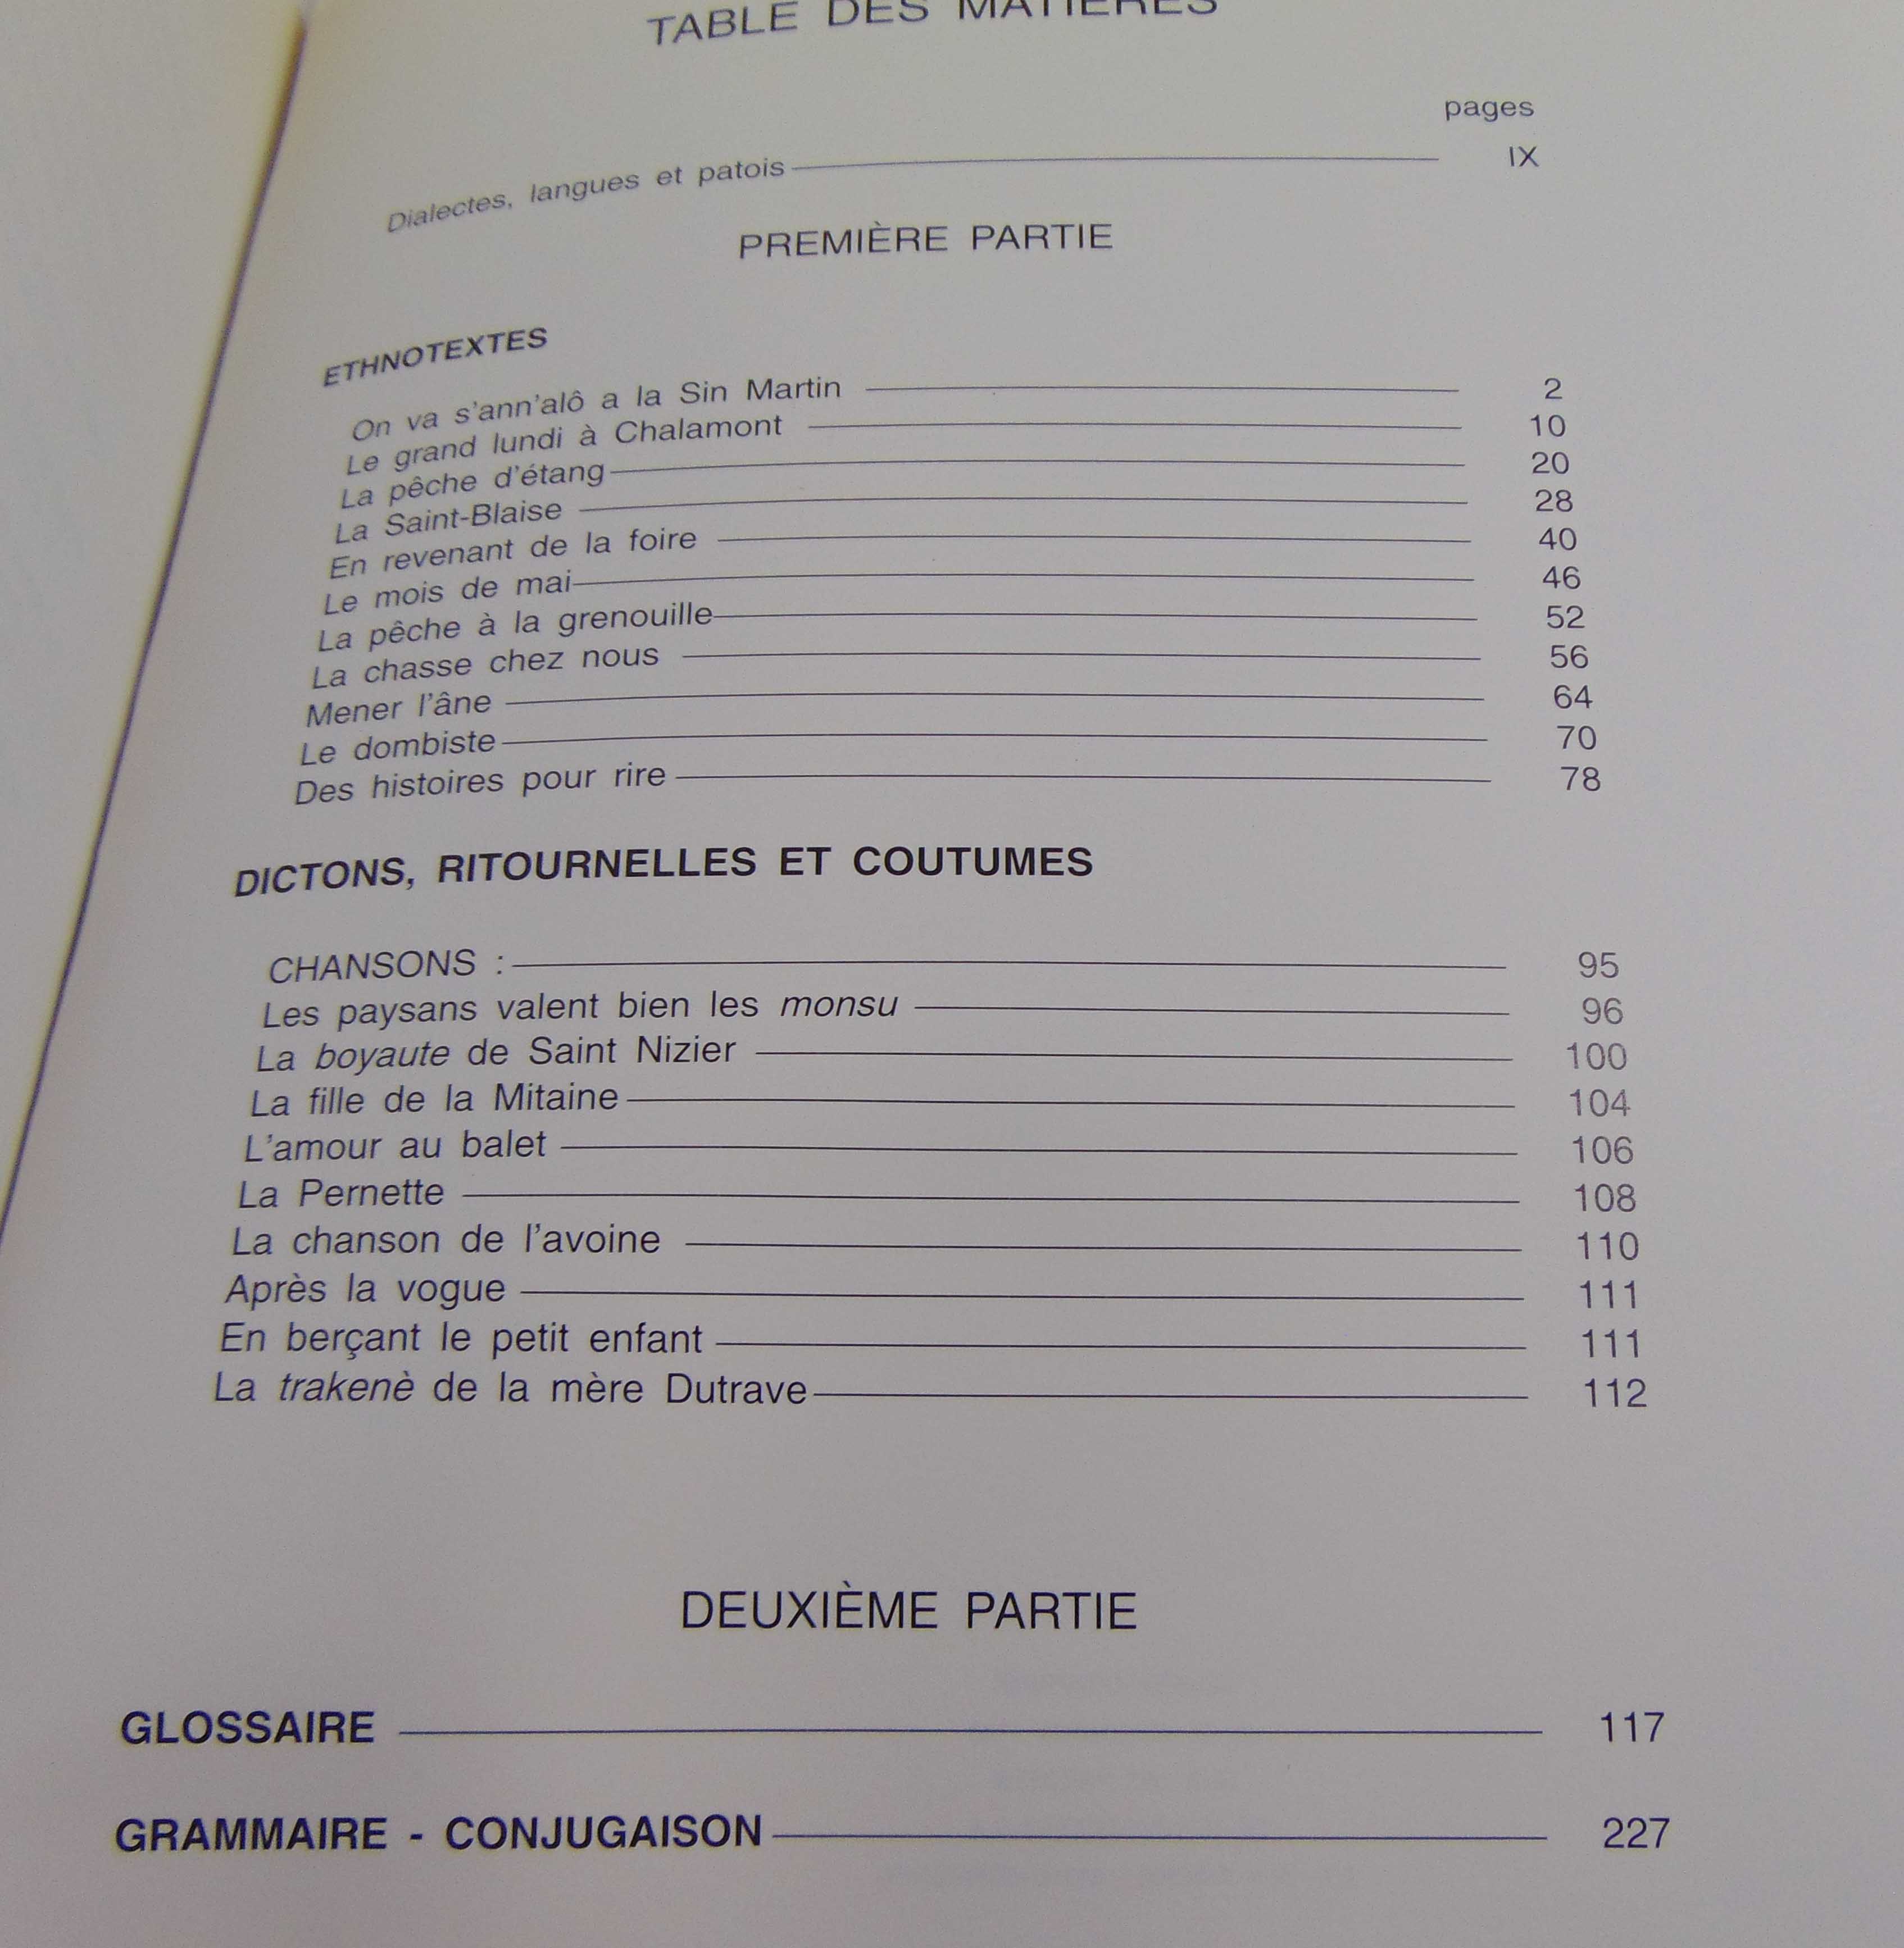 TABLE DES MATIÈRES
pages
Dialectes, langues et patois IX
PREMIÈRE PARTIE
ETHNOTEXTES
On va s'ann'alô a la Sin Martin 2
Le grand lundi à Chalamont 10
La pêche d'étang 20
La Saint-Blaise 28
En revenant de la foire 40
Le mois de mai 46
La pêche à la grenouille 52
La chasse chez nous 56
Mener l'âne 64
Le dombiste 70
Des histoires pour rire 78
DICTONS, RITOURNELLES ET COUTUMES
CHANSONS : 95
Les paysans valent bien les monsu 96
La boyaute de Saint Nizier 100
La fille de la Mitaine 104
L'amour au balet 106
La Pernette 108
La chanson de l'avoine 110
Après la vogue 111
En berçant le petit enfant 111
La trakenè de la mère Dutrave 112
DEUXIÈME PARTIE
GLOSSAIRE 117
GRAMMAIRE - CONJUGAISON 227